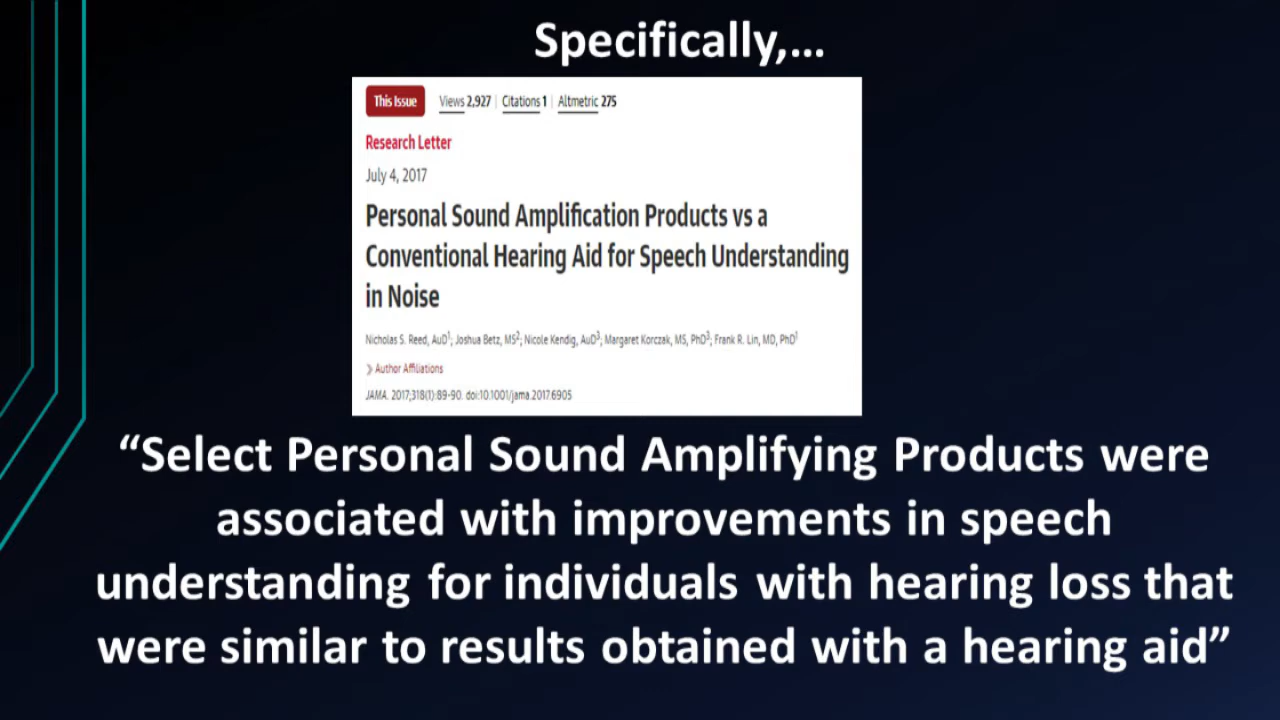 Specifically,...
This Issue Views 2,927 | Citations 1 | Altmetric 275
Research Letter
July 4, 2017
Personal Sound Amplification Products vs a
Conventional Hearing Aid for Speech Understanding
in Noise
Nicholas S. Reed, AuD1; Joshua Betz, MS2; Nicole Kendig, AuD3; Margaret Korczak, MS, PhD3; Frank R. Lin, MD, PhD1
❯ Author Affiliations
JAMA. 2017;318(1):89-90. doi:10.1001/jama.2017.6905
“Select Personal Sound Amplifying Products were
associated with improvements in speech
understanding for individuals with hearing loss that
were similar to results obtained with a hearing aid”